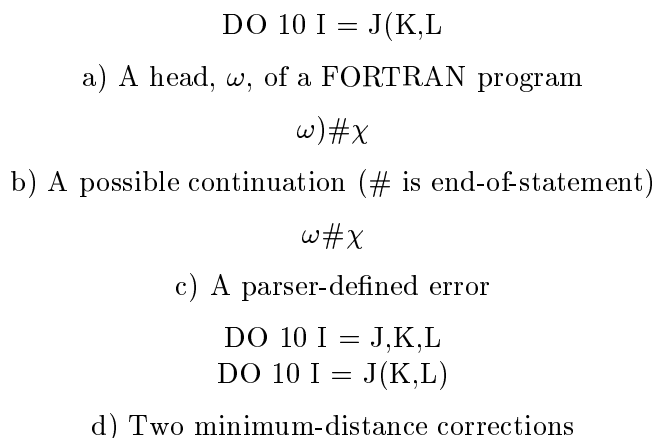 DO 10 I = J(K,L
a) A head, ω, of a FORTRAN program
ω)#χ
b) A possible continuation (# is end-of-statement)
ω#χ
c) A parser-defined error
DO 10 I = J,K,L
DO 10 I = J(K,L)
d) Two minimum-distance corrections